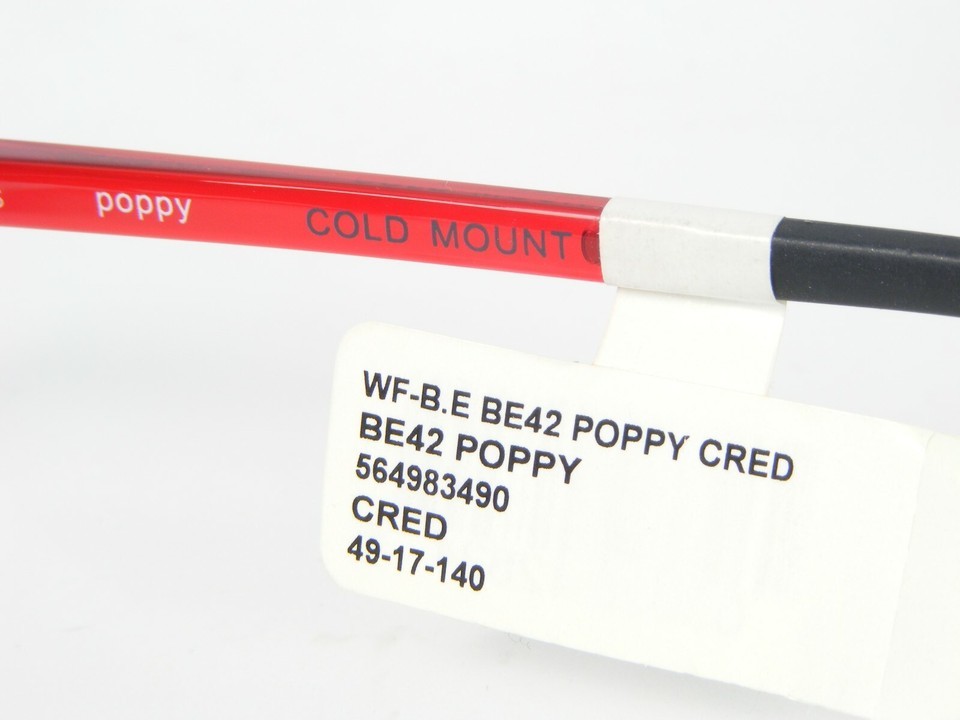 poppy COLD MOUNT
WF-B.E BE42 POPPY CRED
BE42 POPPY
564983490
CRED
49-17-140